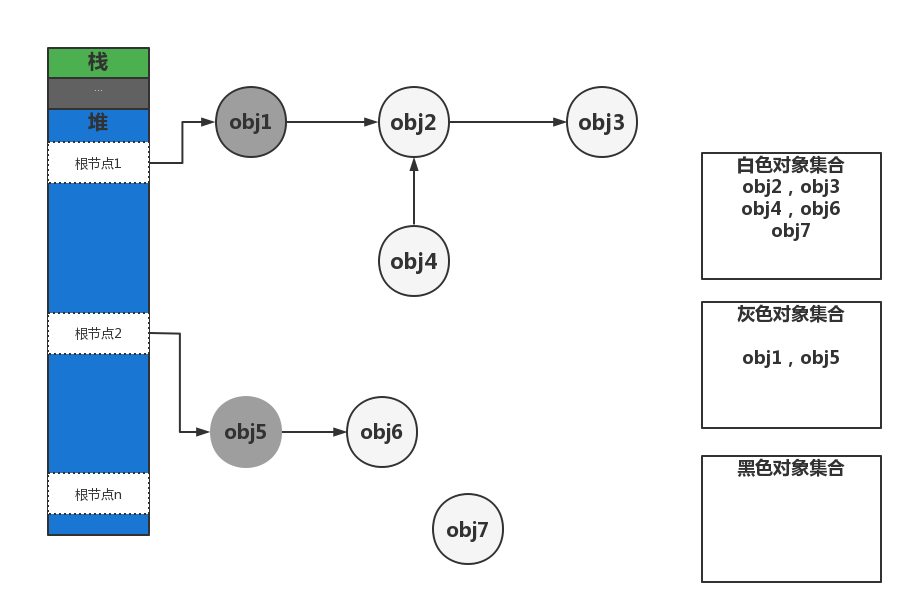 栈
...
堆
根节点1
根节点2
根节点n
obj1
obj2
obj3
obj4
obj5
obj6
obj7
白色对象集合
obj2，obj3
obj4，obj6
obj7
灰色对象集合
obj1，obj5
黑色对象集合